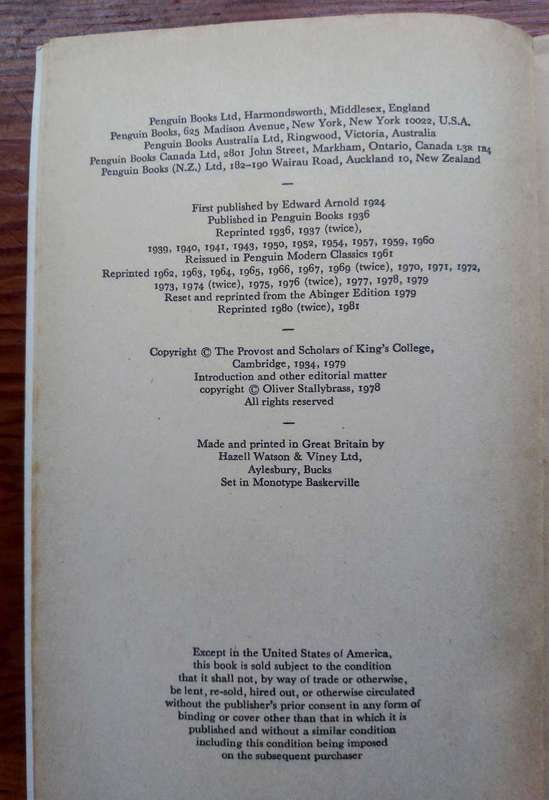 Penguin Books Ltd, Harmondsworth, Middlesex, England
Penguin Books, 625 Madison Avenue, New York, New York 10022, U.S.A.
Penguin Books Australia Ltd, Ringwood, Victoria, Australia
Penguin Books Canada Ltd, 2801 John Street, Markham, Ontario, Canada L3R 1B4
Penguin Books (N.Z.) Ltd, 182–190 Wairau Road, Auckland 10, New Zealand
—
First published by Edward Arnold 1924
Published in Penguin Books 1936
Reprinted 1936, 1937 (twice),
1939, 1940, 1941, 1943, 1950, 1952, 1954, 1957, 1959, 1960
Reissued in Penguin Modern Classics 1961
Reprinted 1962, 1963, 1964, 1965, 1966, 1967, 1969 (twice), 1970, 1971, 1972,
1973, 1974 (twice), 1975, 1976 (twice), 1977, 1978, 1979
Reset and reprinted from the Abinger Edition 1979
Reprinted 1980 (twice), 1981
—
Copyright © The Provost and Scholars of King's College,
Cambridge, 1934, 1979
Introduction and other editorial matter
copyright © Oliver Stallybrass, 1978
All rights reserved
—
Made and printed in Great Britain by
Hazell Watson & Viney Ltd,
Aylesbury, Bucks
Set in Monotype Baskerville
Except in the United States of America,
this book is sold subject to the condition
that it shall not, by way of trade or otherwise,
be lent, re-sold, hired out, or otherwise circulated
without the publisher's prior consent in any form of
binding or cover other than that in which it is
published and without a similar condition
including this condition being imposed
on the subsequent purchaser